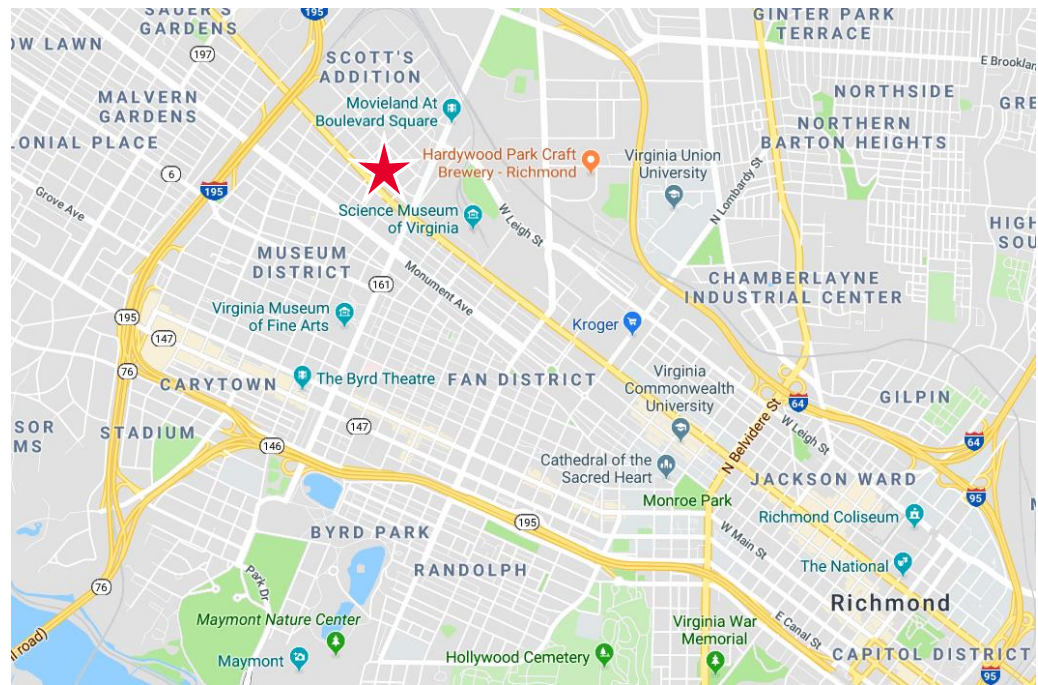 SAUER'S
GARDENS
195
GINTER PARK
TERRACE
OW LAWN
197
SCOTT'S
ADDITION
E Brooklan
MALVERN
GARDENS
Movieland At
Boulevard Square
NORTHSIDE
GRE
NORTHERN
BARTON HEIGHTS
LONIAL PLACE
Hardywood Park Craft
Brewery - Richmond
Virginia Union
University
6
195
Grove Ave
N Lombardy St
Science Museum
of Virginia
W Leigh St
HIGH
SOU
MUSEUM
DISTRICT
161
Monument Ave
CHAMBERLAYNE
INDUSTRIAL CENTER
Virginia Museum
of Fine Arts
195
147
Kroger
76
CARYTOWN
The Byrd Theatre
FAN DISTRICT
Virginia
Commonwealth
University
64
GILPIN
SOR
MS
STADIUM
147
146
N Belvidere St
W Leigh St
64
Cathedral of the
Sacred Heart
JACKSON WARD
95
Monroe Park
Richmond Coliseum
195
BYRD PARK
W Main St
The National
RANDOLPH
76
Park Dr
Richmond
Maymont Nature Center
Virginia War
Memorial
E Canal St
l road)
Maymont
Hollywood Cemetery
CAPITOL DISTRICT
95